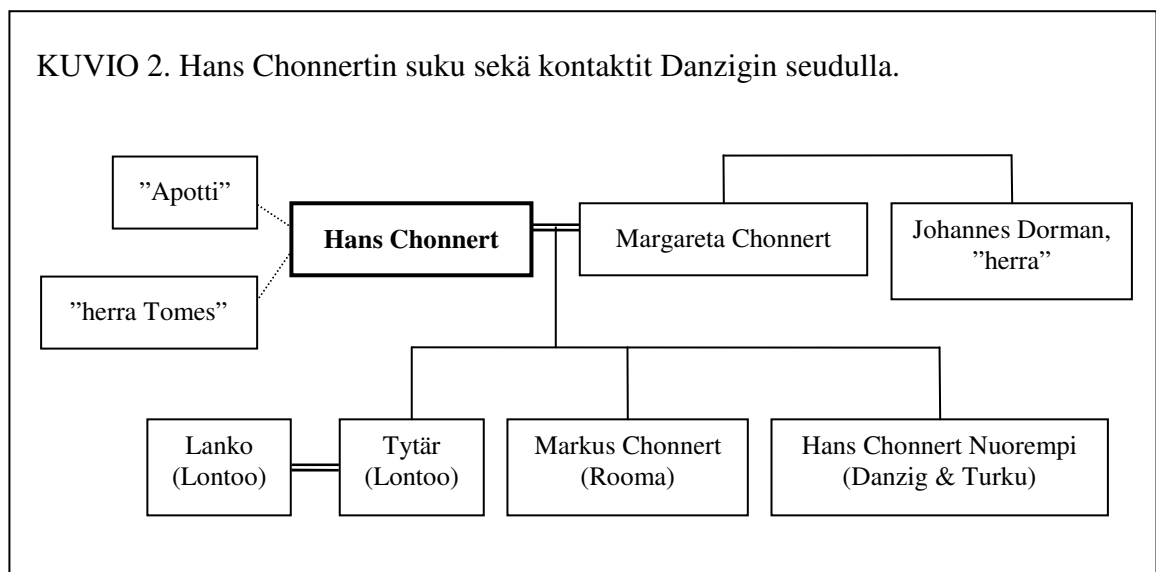 KUVIO 2. Hans Chonnertin suku sekä kontaktit Danzigin seudulla.
”Apotti”
”herra Tomes”
Hans Chonnert
Margareta Chonnert
Johannes Dorman,
”herra”
Lanko
(Lontoo)
Tytär
(Lontoo)
Markus Chonnert
(Rooma)
Hans Chonnert Nuorempi
(Danzig & Turku)